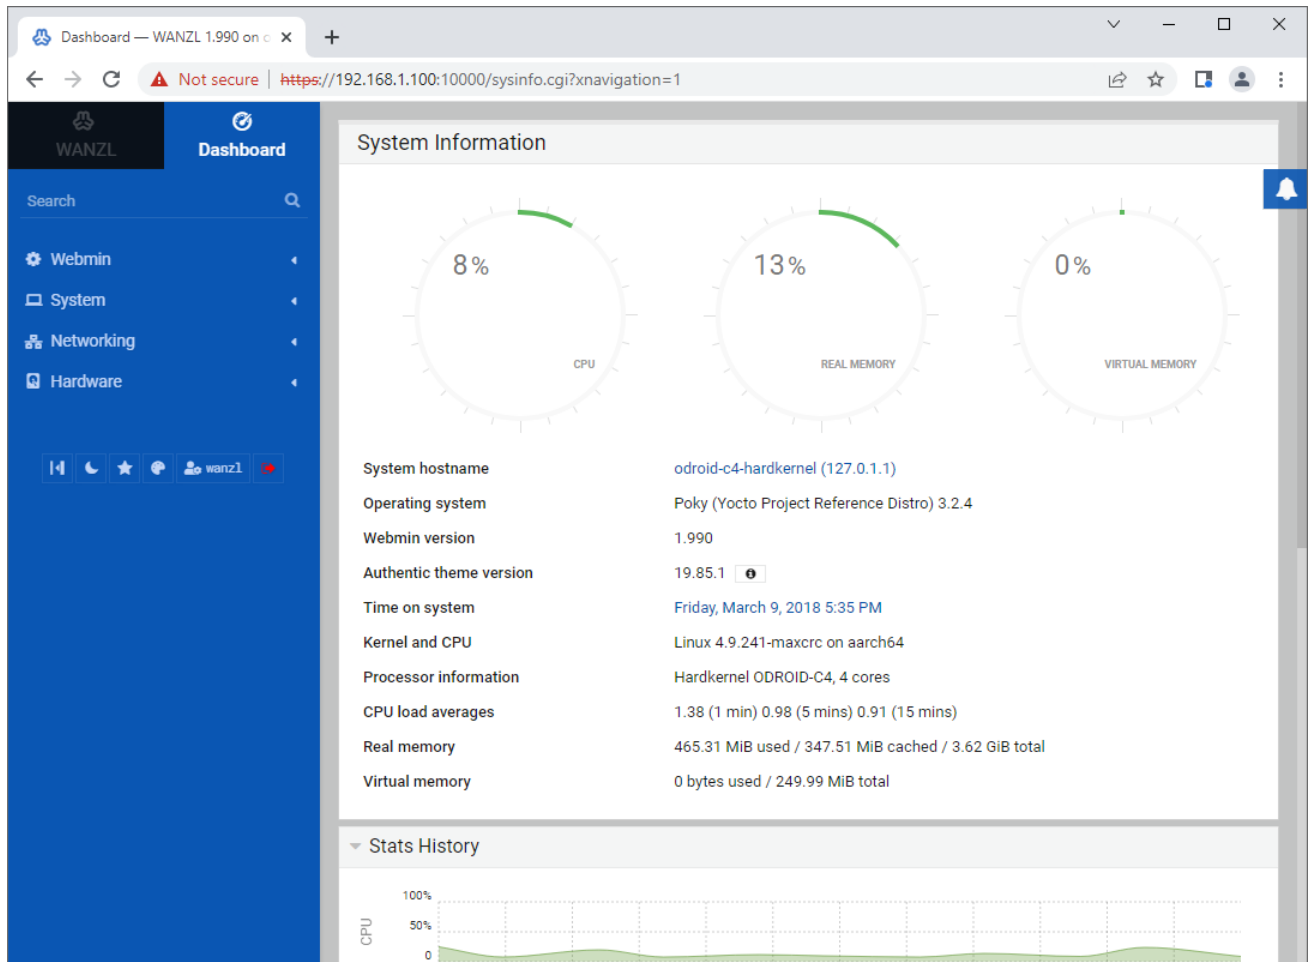 Dashboard — WANZL 1.990 on
Not secure https://192.168.1.100:10000/sysinfo.cgi?xnavigation=1
WANZL
Dashboard
Search
Webmin
System
Networking
Hardware
wanzl
System Information
8%
CPU
13%
REAL MEMORY
0%
VIRTUAL MEMORY
System hostname odroid-c4-hardkernel (127.0.1.1)
Operating system Poky (Yocto Project Reference Distro) 3.2.4
Webmin version 1.990
Authentic theme version 19.85.1
Time on system Friday, March 9, 2018 5:35 PM
Kernel and CPU Linux 4.9.241-maxcrc on aarch64
Processor information Hardkernel ODROID-C4, 4 cores
CPU load averages 1.38 (1 min) 0.98 (5 mins) 0.91 (15 mins)
Real memory 465.31 MiB used / 347.51 MiB cached / 3.62 GiB total
Virtual memory 0 bytes used / 249.99 MiB total
Stats History
CPU
100%
50%
0